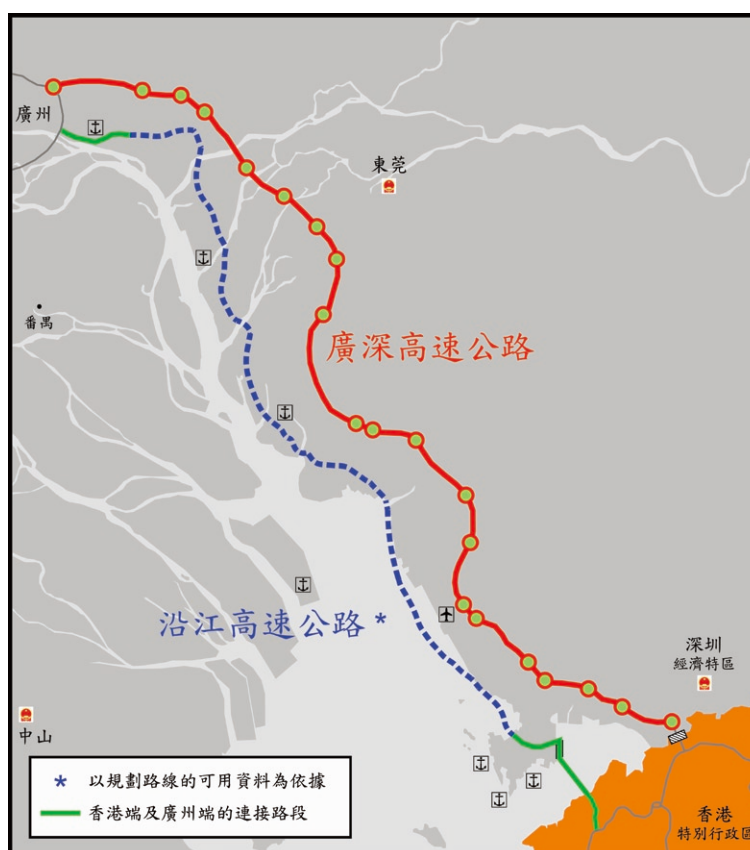 廣州
東莞
番禺
廣深高速公路
沿江高速公路*
深圳
經濟特區
中山
* 以規劃路線的可用資料為依據
香港端及廣州端的連接路段
香港
特別行政區